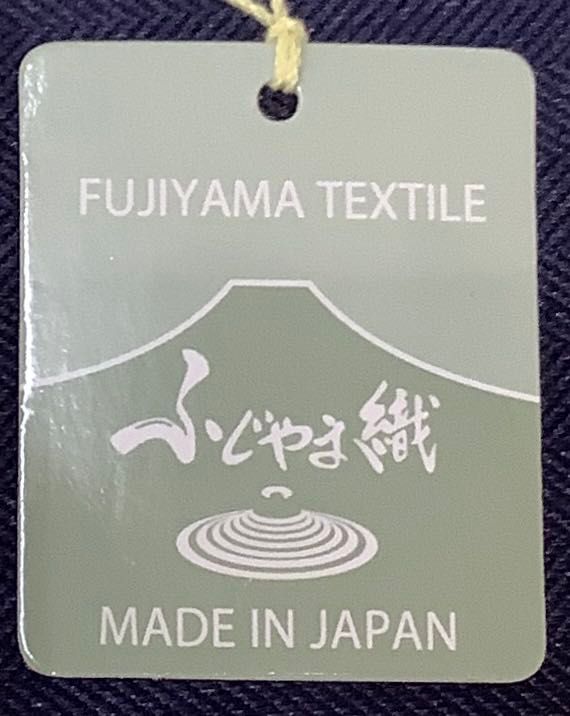 FUJIYAMA TEXTILE
ふじやま織
MADE IN JAPAN